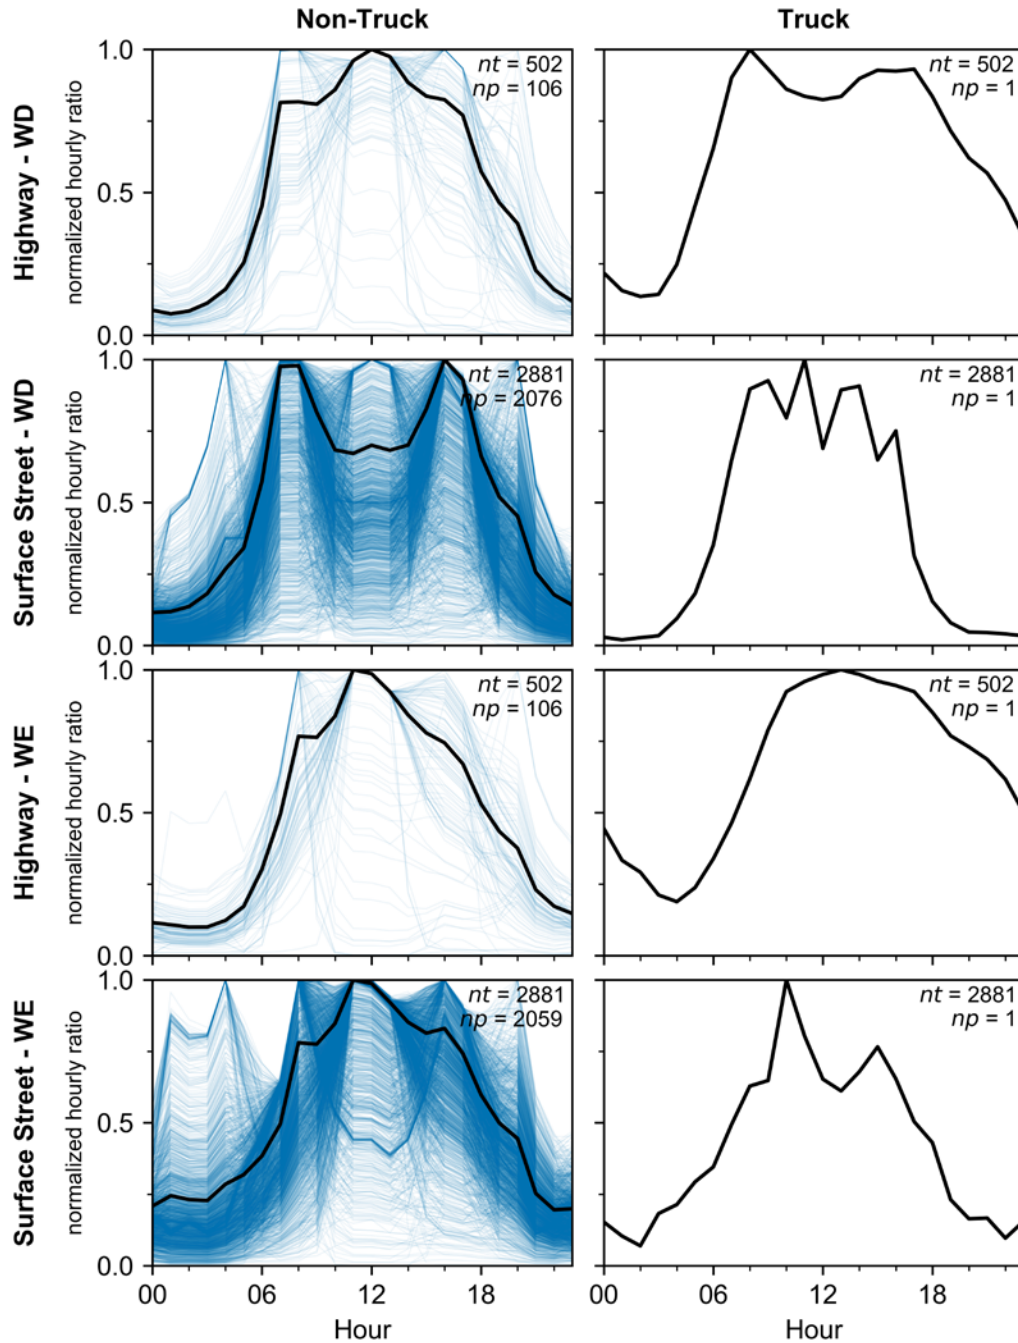 Non-Truck
Truck
Highway - WD
normalized hourly ratio
1.0
0.5
0.0
nt = 502
np = 106
nt = 502
np = 1
Surface Street - WD
normalized hourly ratio
1.0
0.5
0.0
nt = 2881
np = 2076
nt = 2881
np = 1
Highway - WE
normalized hourly ratio
1.0
0.5
0.0
nt = 502
np = 106
nt = 502
np = 1
Surface Street - WE
normalized hourly ratio
1.0
0.5
0.0
nt = 2881
np = 2059
nt = 2881
np = 1
00 06 12 18
00 06 12 18
Hour
Hour